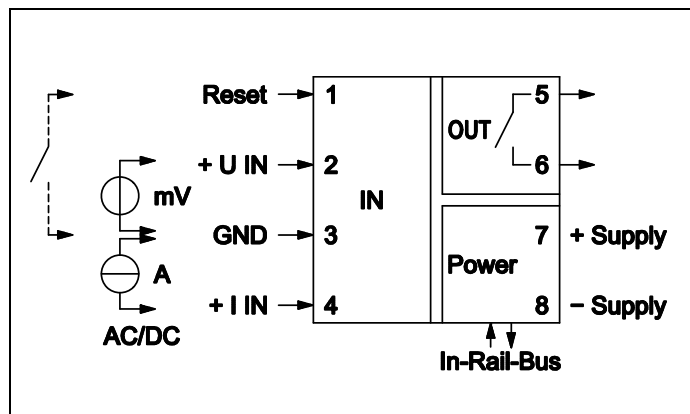 Reset
1
5
OUT
+ U IN
2
6
mV
IN
GND
3
7
+ Supply
A
Power
+ I IN
4
8
− Supply
AC/DC
In-Rail-Bus